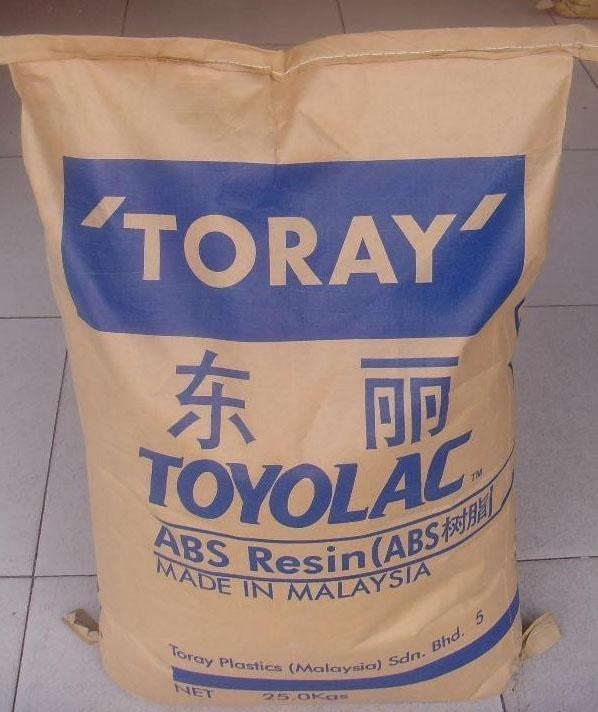 'TORAY'
东丽
TOYOLAC™
ABS Resin(ABS树脂)
MADE IN MALAYSIA
Toray Plastics (Malaysia) Sdn. Bhd. 5
NET 25.0Kgs